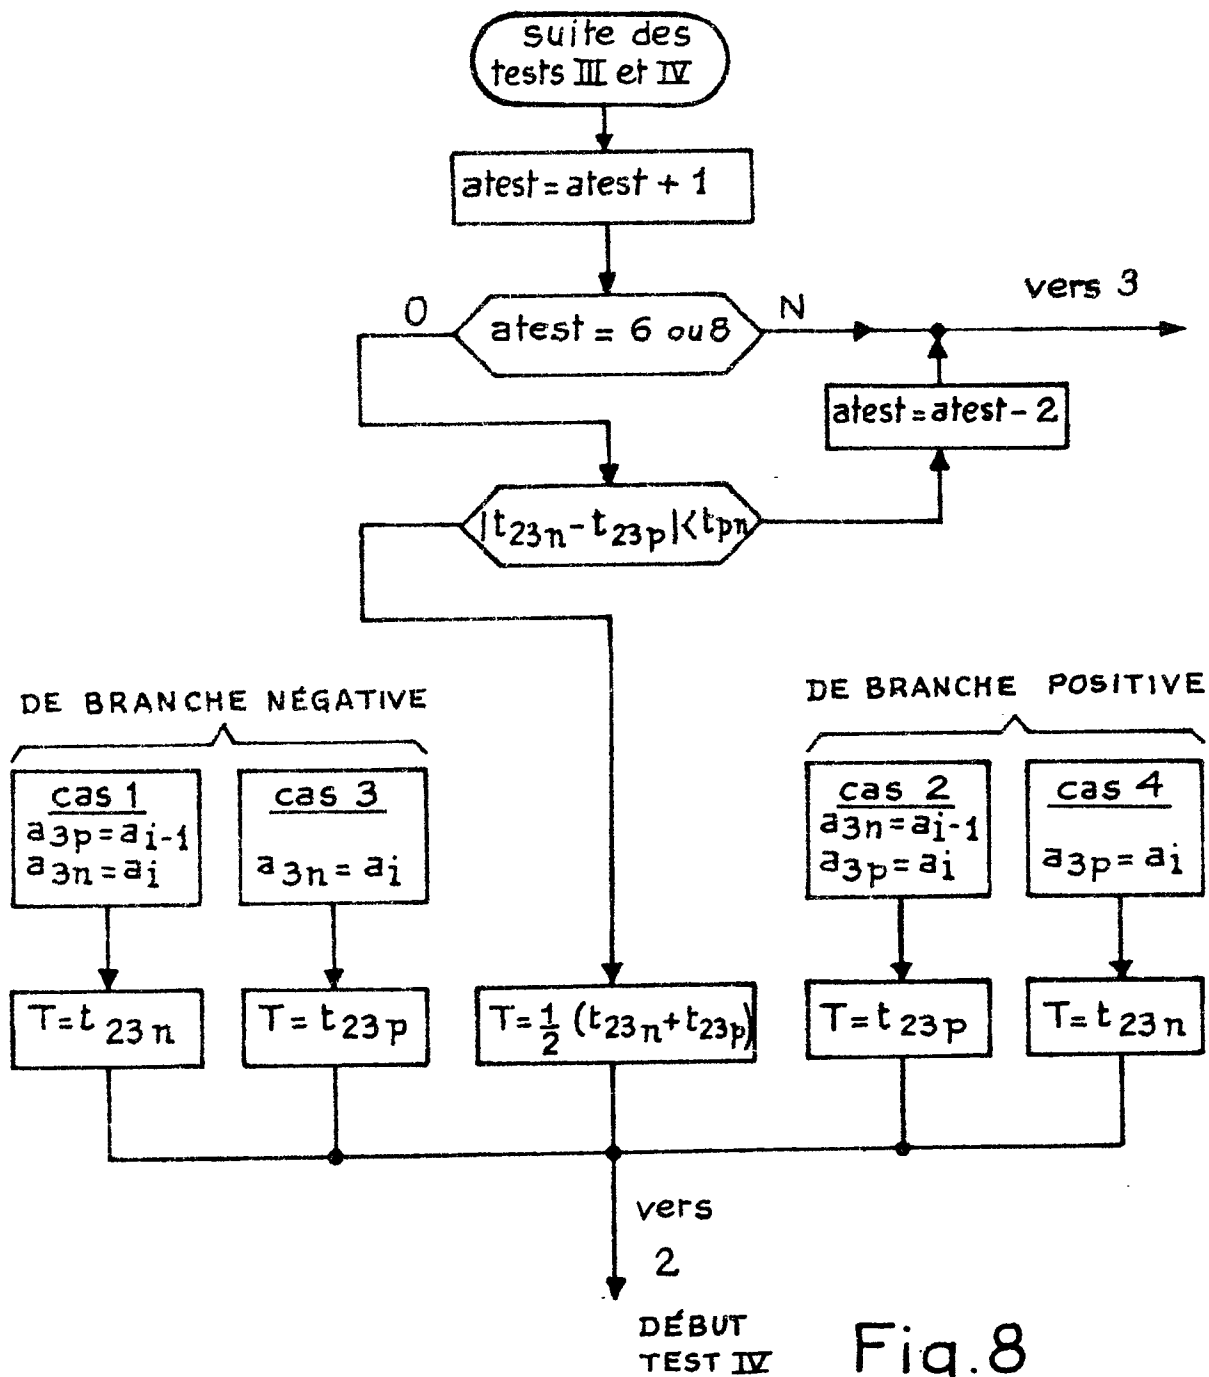 suite des
tests III et IV
atest = atest + 1
O
atest = 6 ou 8
N
vers 3
atest = atest - 2
|t23n - t23p| < tpn
DE BRANCHE NÉGATIVE
DE BRANCHE POSITIVE
cas 1
a3p = ai-1
a3n = ai
cas 3
a3n = ai
cas 2
a3n = ai-1
a3p = ai
cas 4
a3p = ai
T = t23n
T = t23p
T = 1/2 (t23n + t23p)
T = t23p
T = t23n
vers
2
DÉBUT
TEST IV
Fig. 8